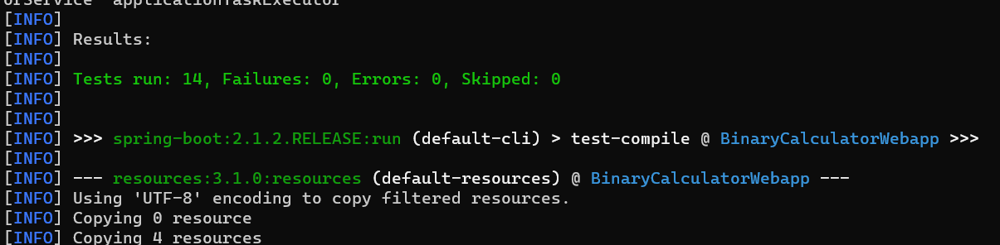 orService 'applicationTaskExecutor'
[INFO]
[INFO] Results:
[INFO]
[INFO] Tests run: 14, Failures: 0, Errors: 0, Skipped: 0
[INFO]
[INFO]
[INFO] >>> spring-boot:2.1.2.RELEASE:run (default-cli) > test-compile @ BinaryCalculatorWebapp >>>
[INFO]
[INFO] --- resources:3.1.0:resources (default-resources) @ BinaryCalculatorWebapp ---
[INFO] Using 'UTF-8' encoding to copy filtered resources.
[INFO] Copying 0 resource
[INFO] Copying 4 resources